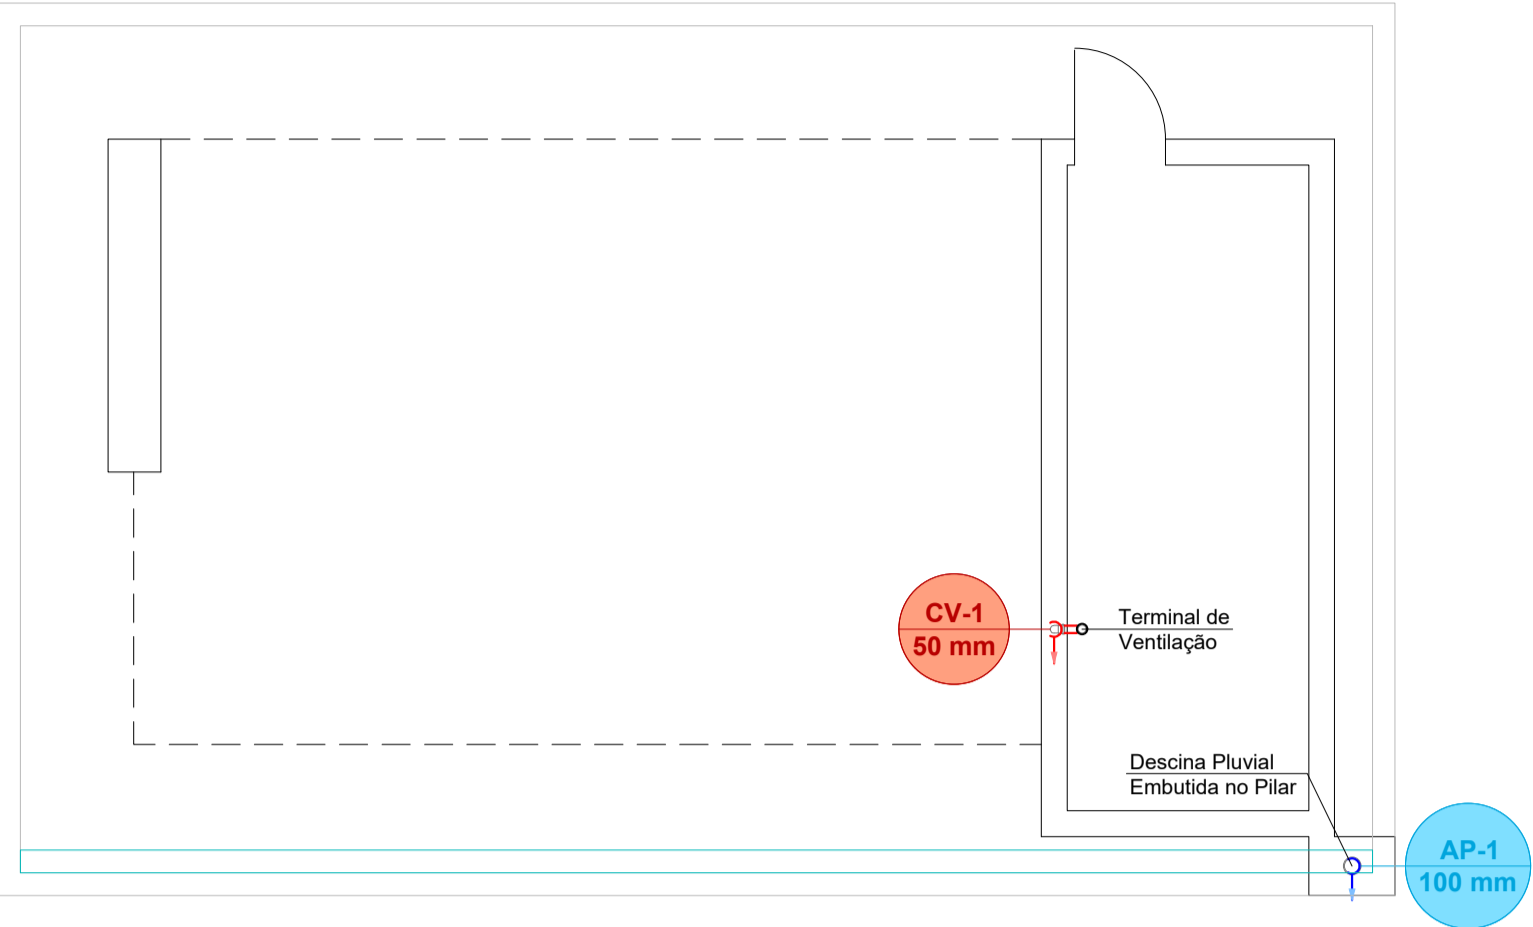 CV-1
50 mm
Terminal de
Ventilação
Descina Pluvial
Embutida no Pilar
AP-1
100 mm